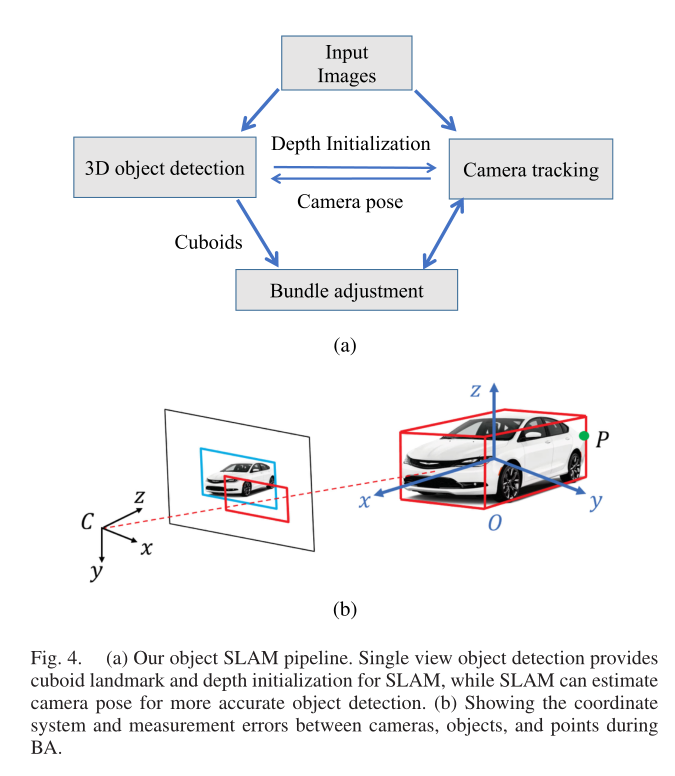 Input
Images
Depth Initialization
3D object detection
Camera tracking
Camera pose
Cuboids
Bundle adjustment
(a)
z
P
x
y
O
z
C
x
y
(b)
Fig. 4. (a) Our object SLAM pipeline. Single view object detection provides
cuboid landmark and depth initialization for SLAM, while SLAM can estimate
camera pose for more accurate object detection. (b) Showing the coordinate
system and measurement errors between cameras, objects, and points during
BA.